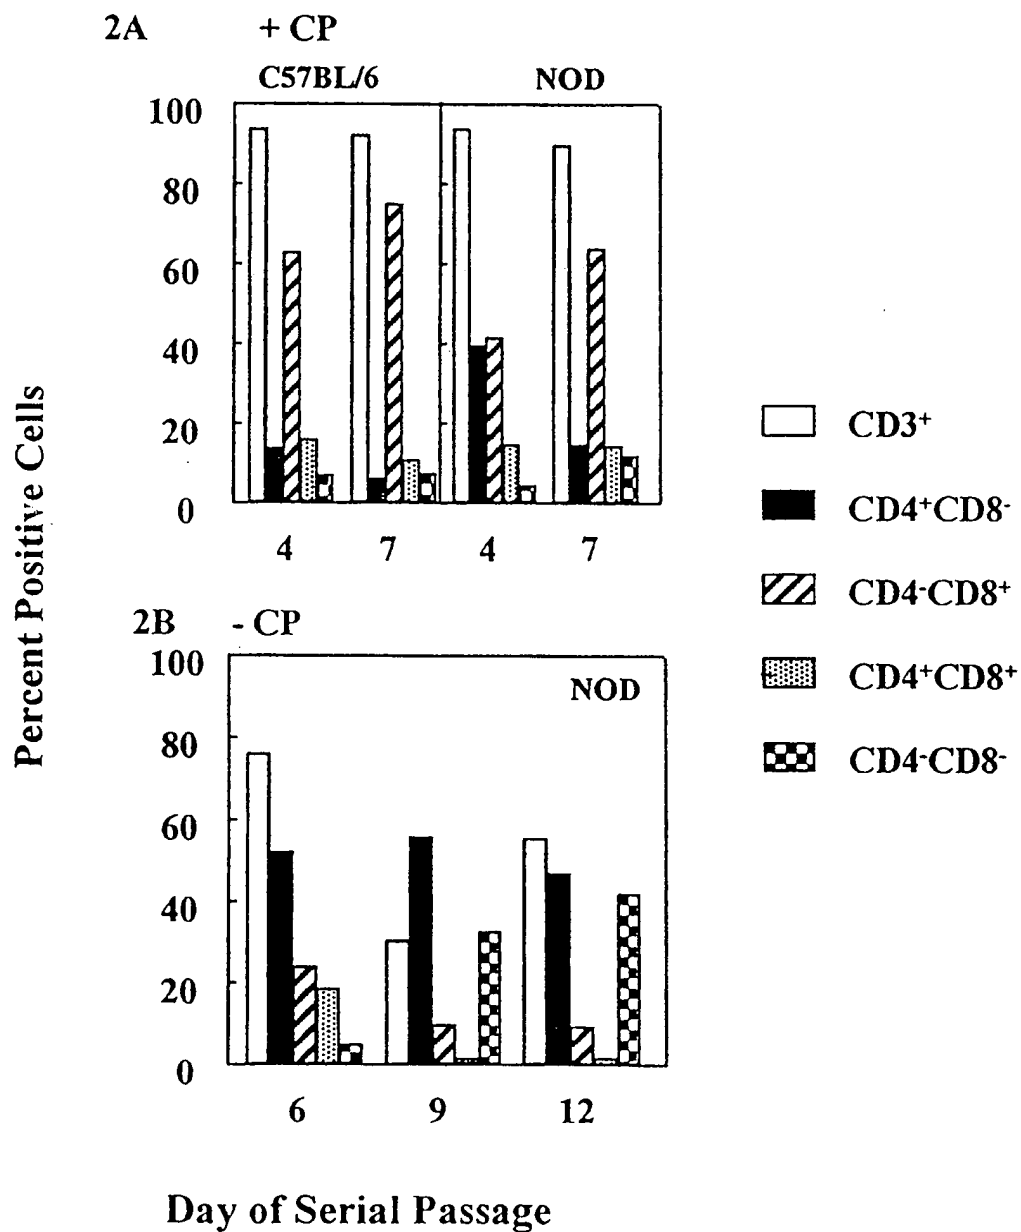 2A + CP
C57BL/6 NOD
100
80
60
40
20
0
4 7 4 7
2B - CP
NOD
100
80
60
40
20
0
6 9 12
Percent Positive Cells
Day of Serial Passage
CD3⁺
CD4⁺CD8⁻
CD4⁻CD8⁺
CD4⁺CD8⁺
CD4⁻CD8⁻